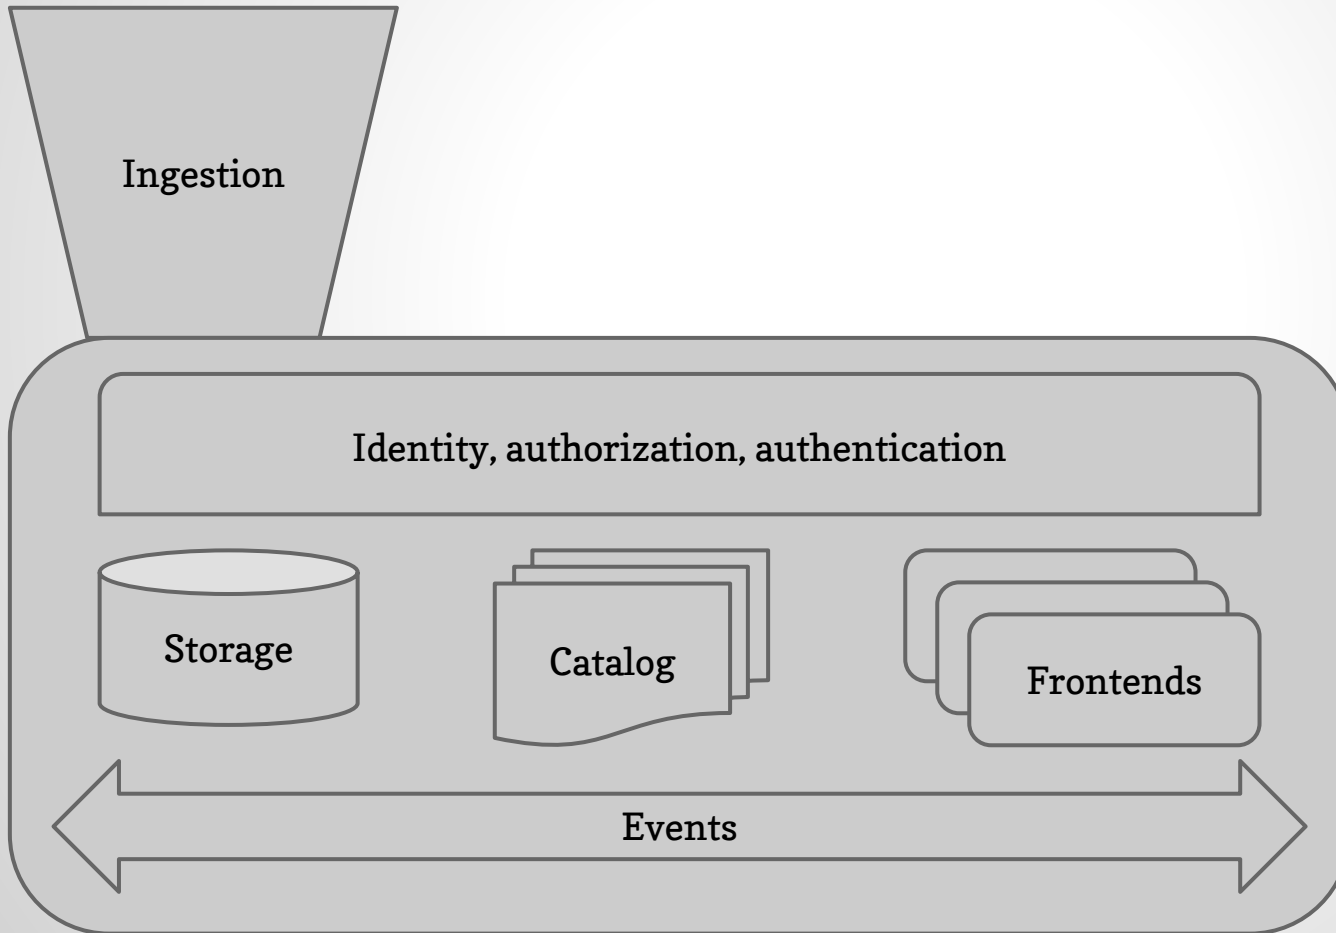 Ingestion
Identity, authorization, authentication
Storage
Catalog
Frontends
Events